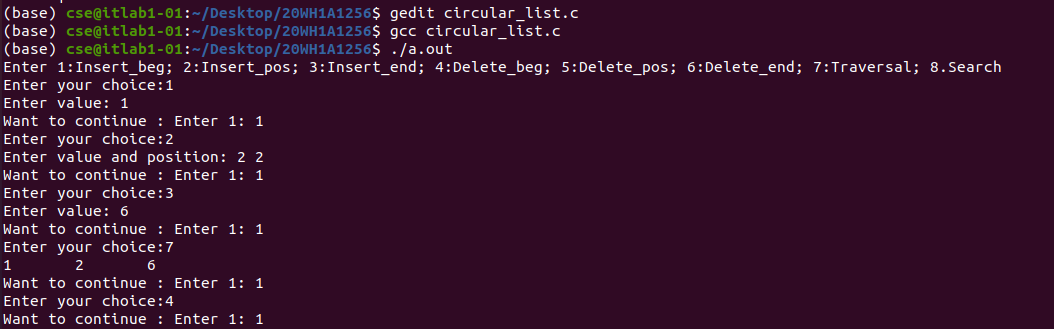 (base) cse@itlab1-01:~/Desktop/20WH1A1256$ gedit circular_list.c
(base) cse@itlab1-01:~/Desktop/20WH1A1256$ gcc circular_list.c
(base) cse@itlab1-01:~/Desktop/20WH1A1256$ ./a.out
Enter 1:Insert_beg; 2:Insert_pos; 3:Insert_end; 4:Delete_beg; 5:Delete_pos; 6:Delete_end; 7:Traversal; 8.Search
Enter your choice:1
Enter value: 1
Want to continue : Enter 1: 1
Enter your choice:2
Enter value and position: 2 2
Want to continue : Enter 1: 1
Enter your choice:3
Enter value: 6
Want to continue : Enter 1: 1
Enter your choice:7
1       2       6
Want to continue : Enter 1: 1
Enter your choice:4
Want to continue : Enter 1: 1